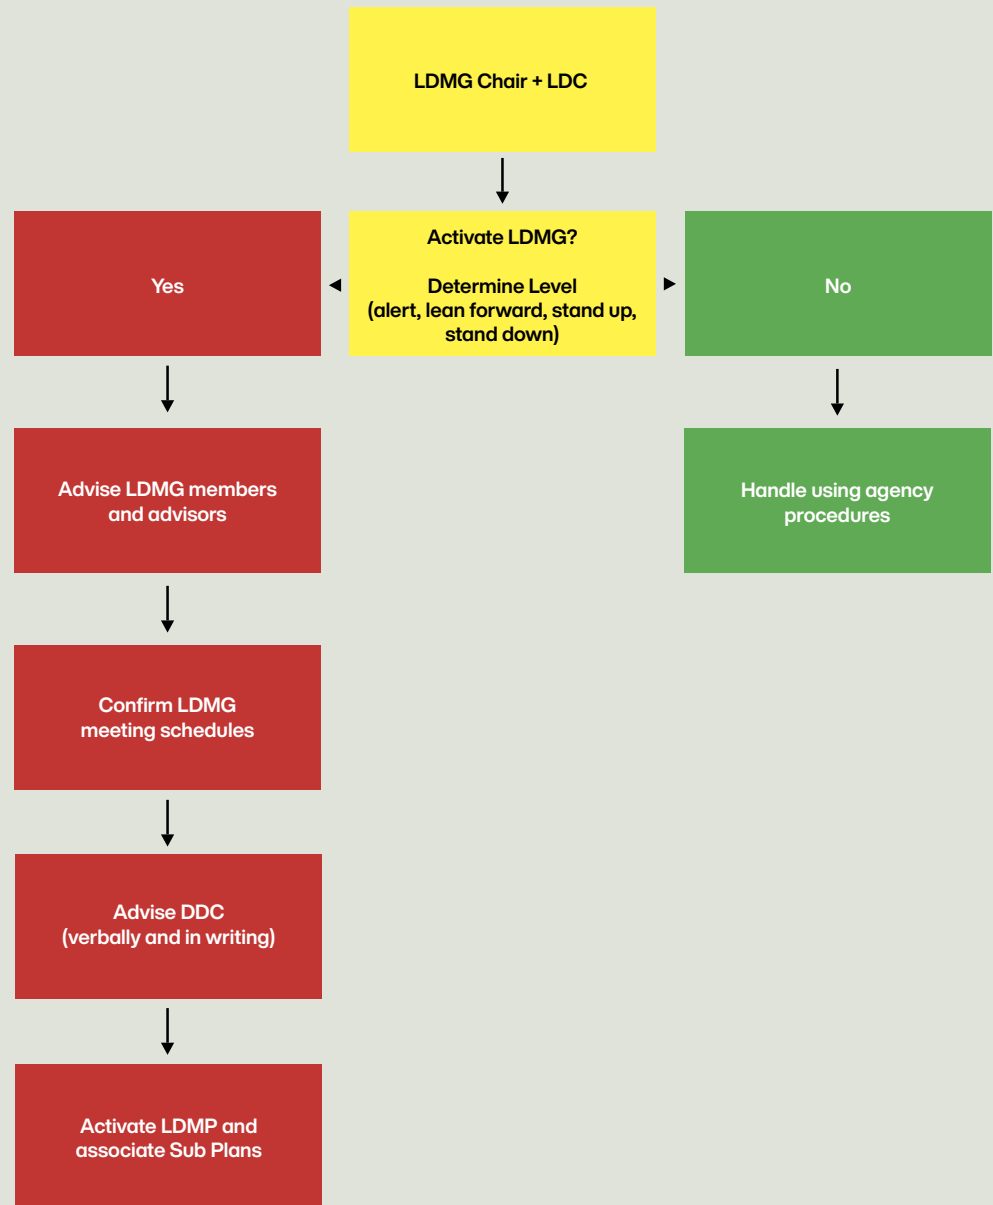 LDMG Chair + LDC
Activate LDMG?
Determine Level
(alert, lean forward, stand up,
stand down)
Yes
No
Advise LDMG members
and advisors
Handle using agency
procedures
Confirm LDMG
meeting schedules
Advise DDC
(verbally and in writing)
Activate LDMP and
associate Sub Plans